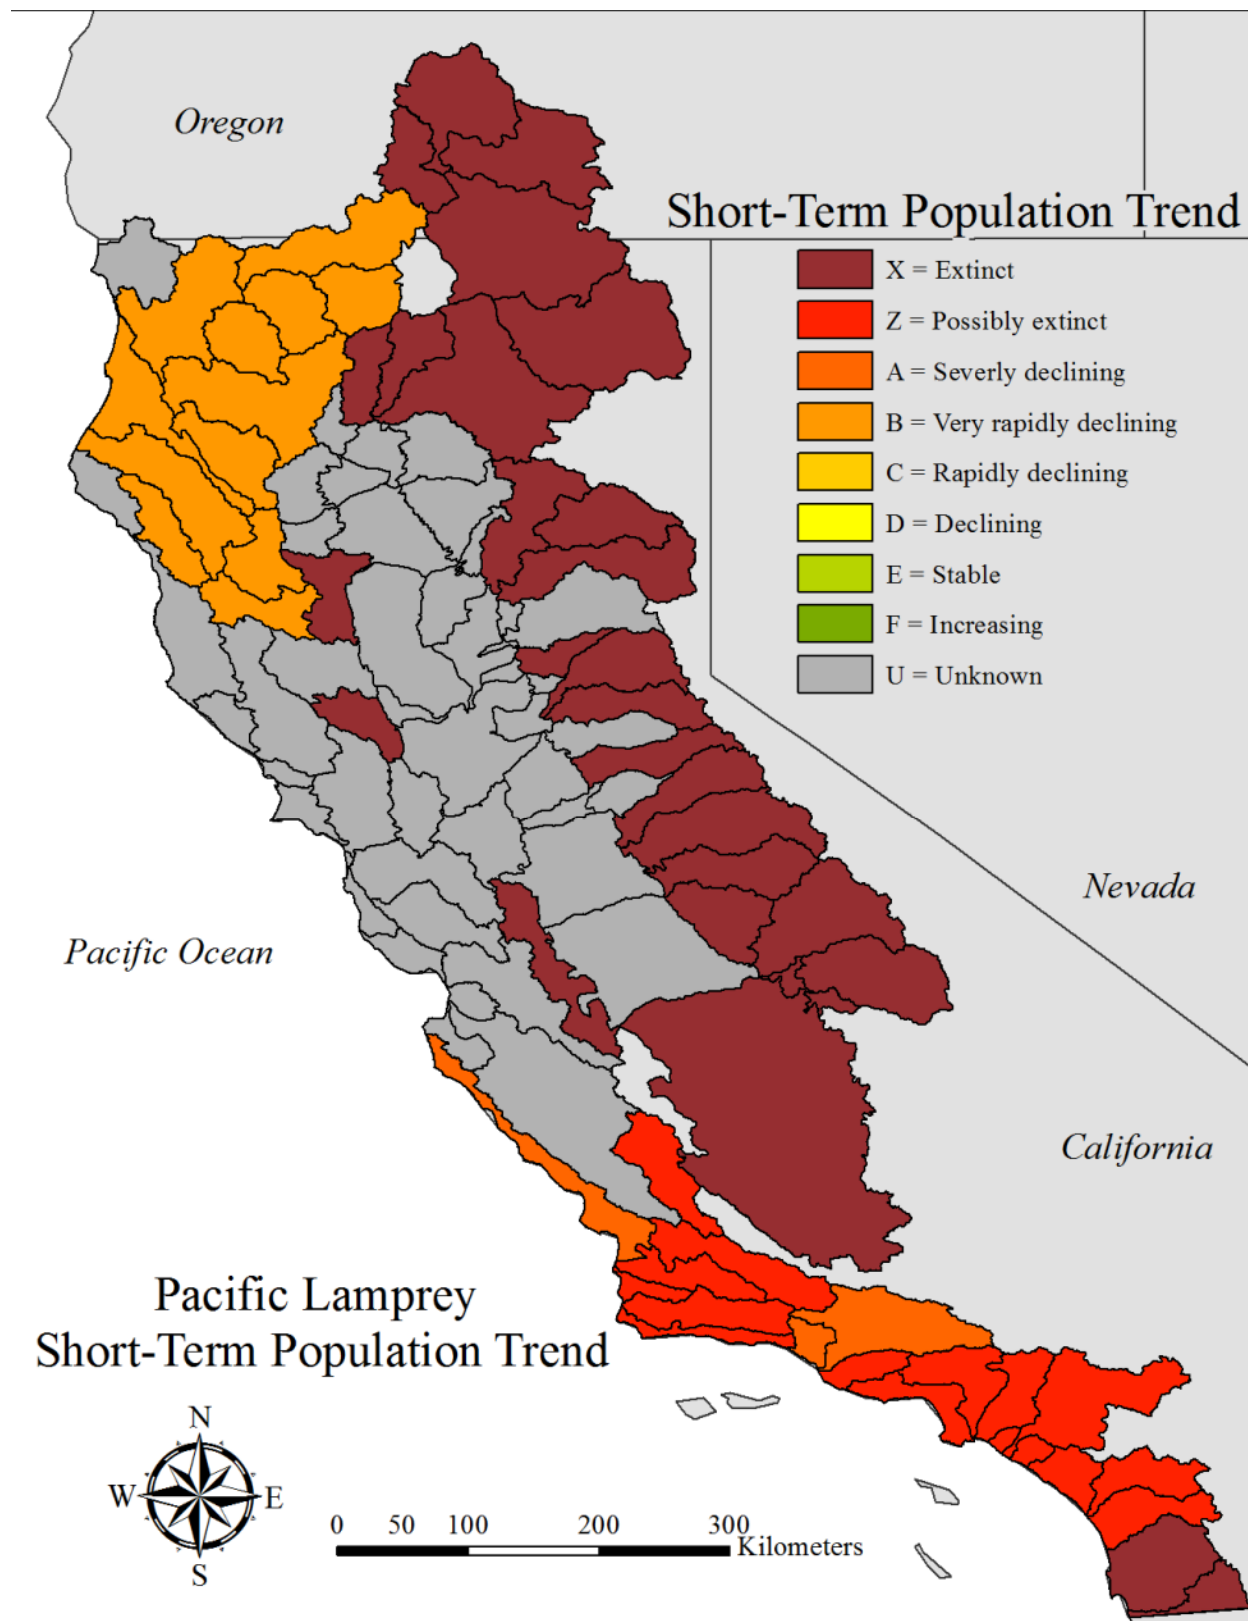 Oregon
Short-Term Population Trend
X = Extinct
Z = Possibly extinct
A = Severly declining
B = Very rapidly declining
C = Rapidly declining
D = Declining
E = Stable
F = Increasing
U = Unknown
Nevada
Pacific Ocean
California
Pacific Lamprey
Short-Term Population Trend
N
W E
S
0 50 100 200 300
Kilometers